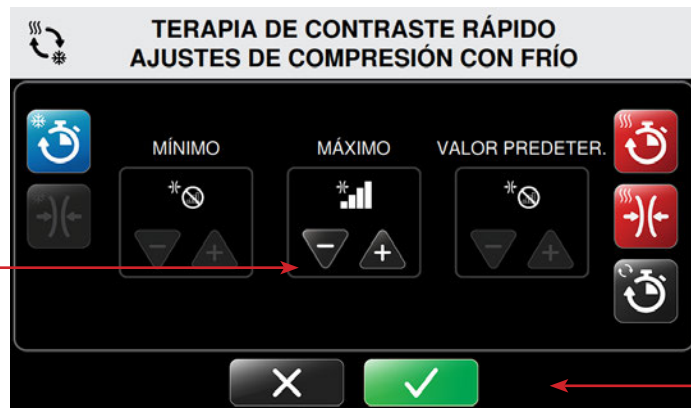 TERAPIA DE CONTRASTE RÁPIDO
AJUSTES DE COMPRESIÓN CON FRÍO
MÍNIMO MÁXIMO VALOR PREDETER.